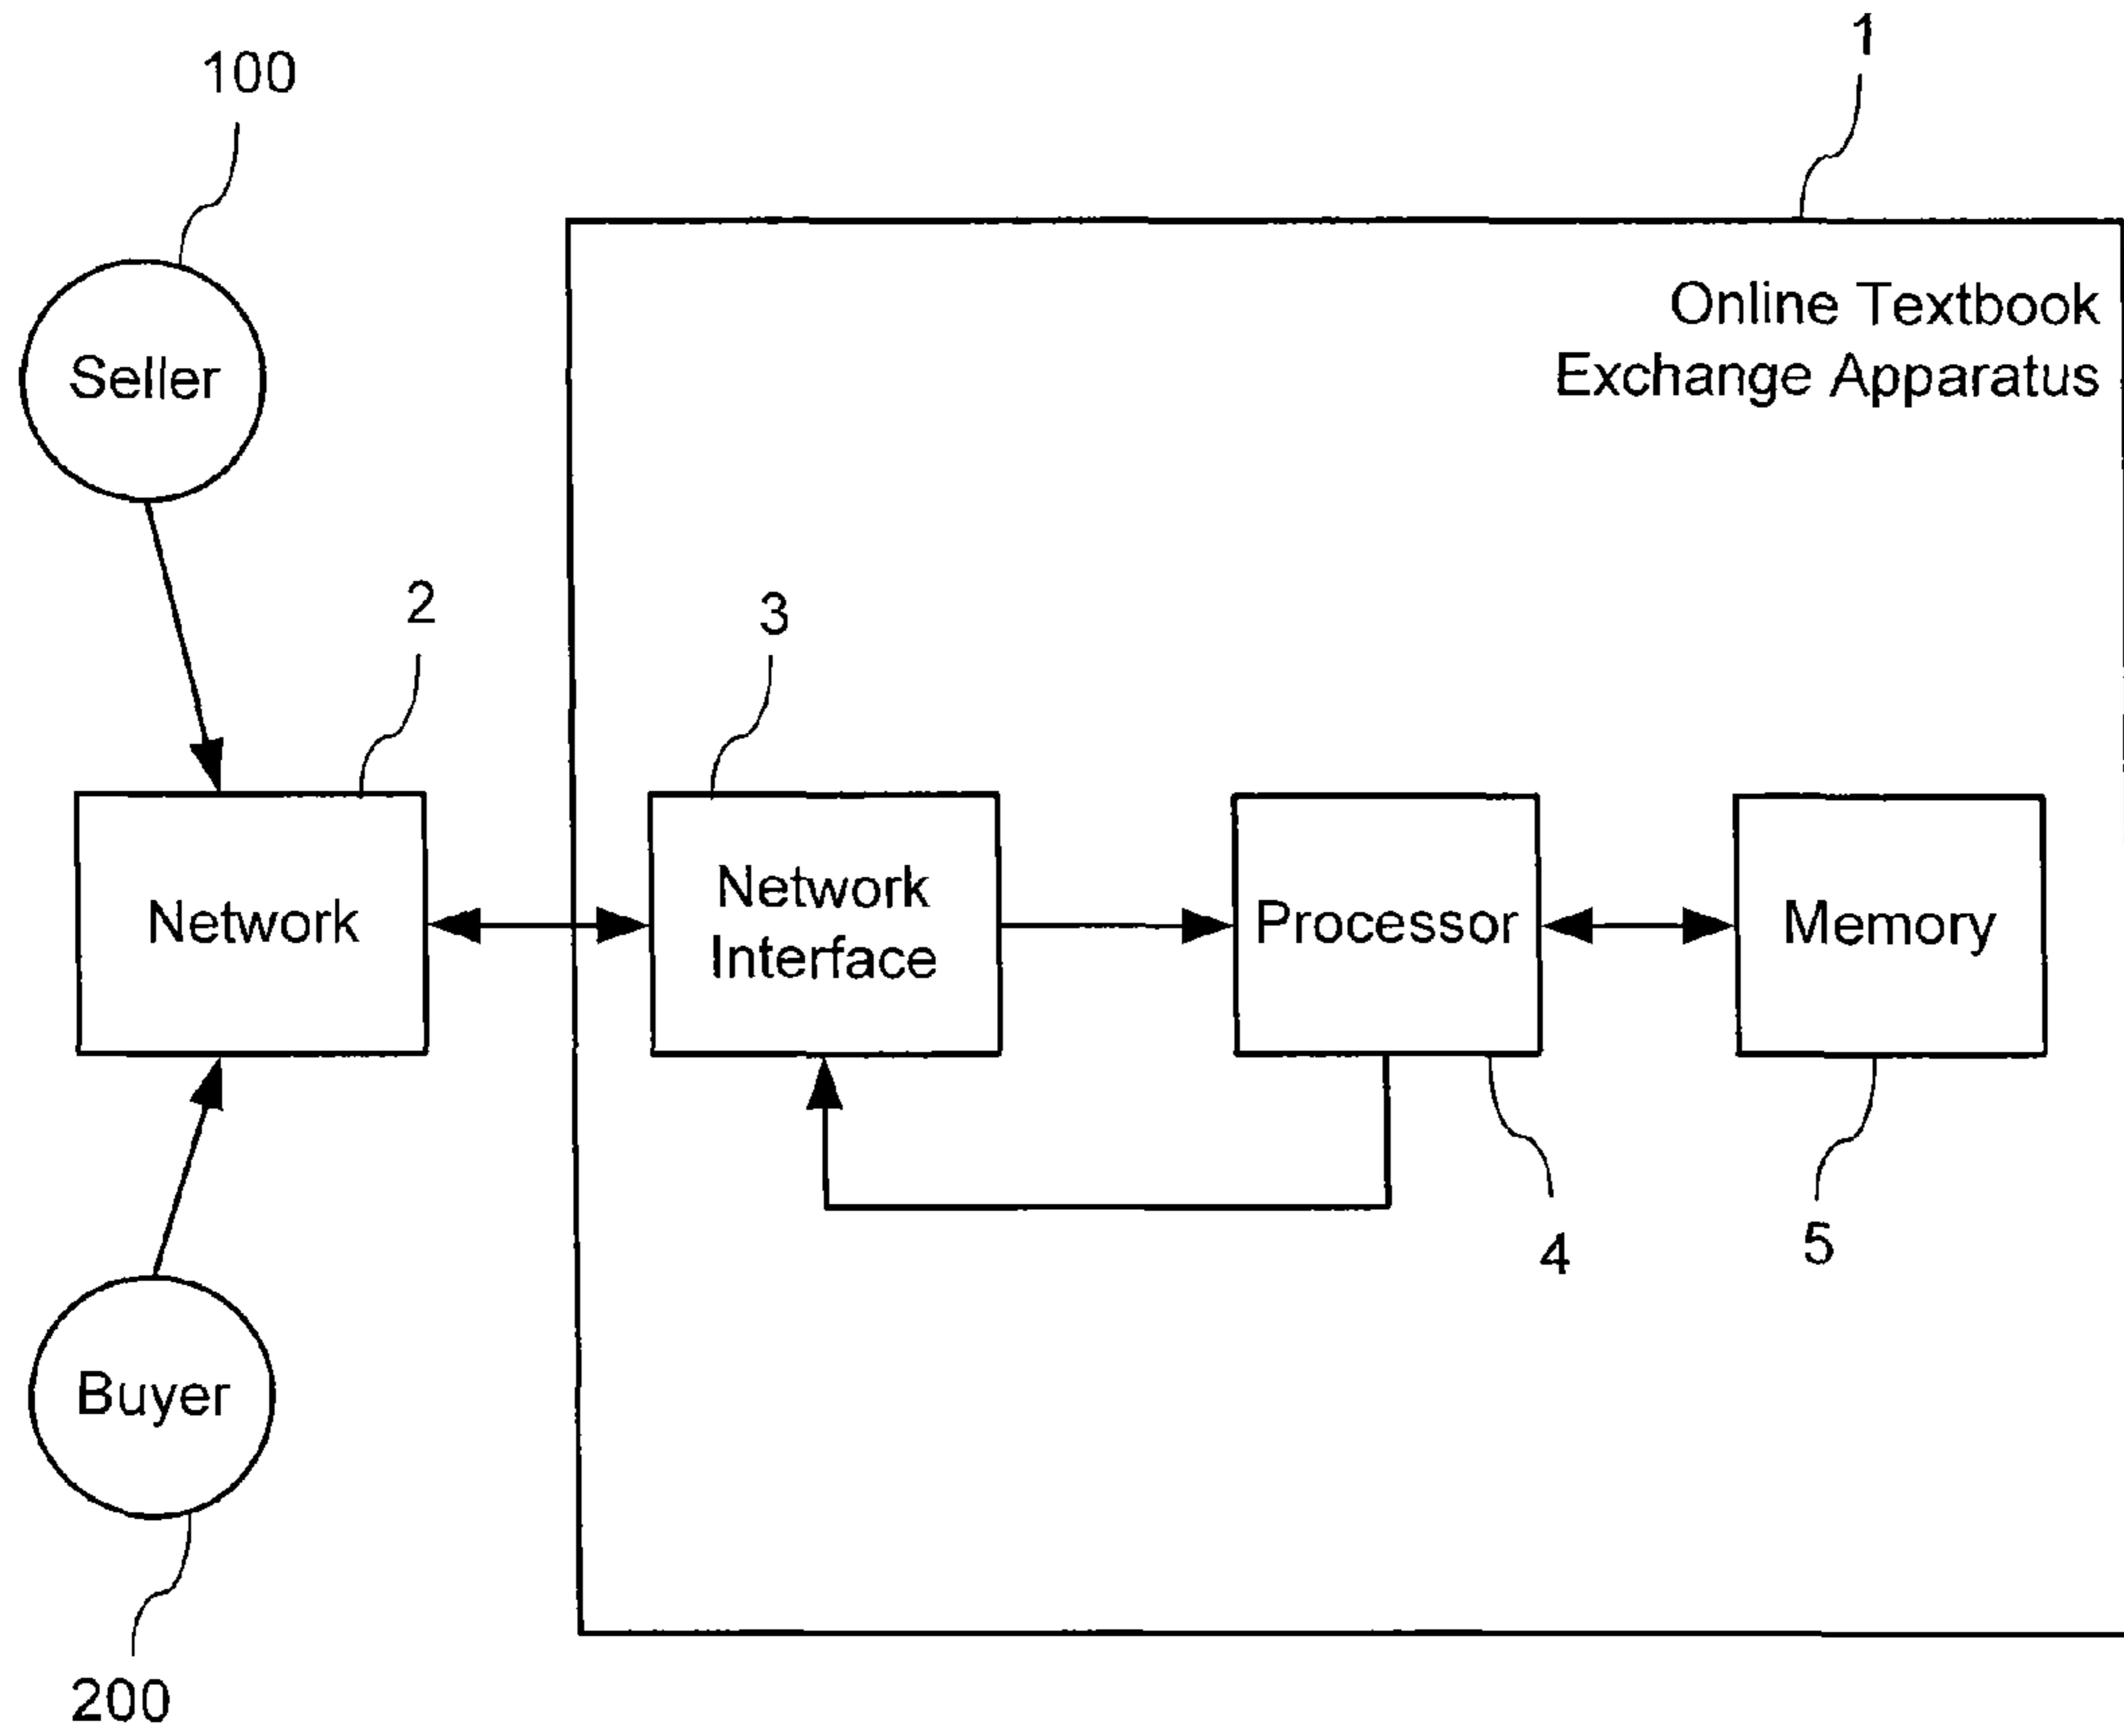 1
100
Online Textbook
Exchange Apparatus
Seller
2
3
Network
Network
Interface
Processor
Memory
4
5
Buyer
200